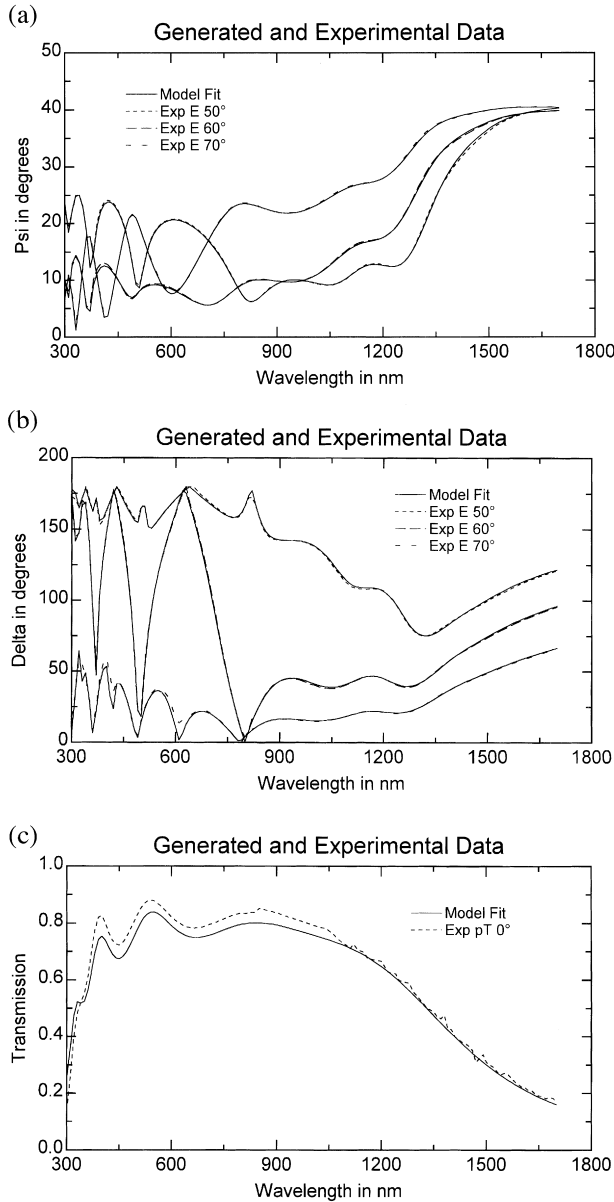 (a)
Generated and Experimental Data
50
40
30
20
10
0
Psi in degrees
Model Fit
Exp E 50°
Exp E 60°
Exp E 70°
300 600 900 1200 1500 1800
Wavelength in nm
(b)
Generated and Experimental Data
200
150
100
50
0
Delta in degrees
Model Fit
Exp E 50°
Exp E 60°
Exp E 70°
300 600 900 1200 1500 1800
Wavelength in nm
(c)
Generated and Experimental Data
1.0
0.8
0.6
0.4
0.2
0.0
Transmission
Model Fit
Exp pT 0°
300 600 900 1200 1500 1800
Wavelength in nm